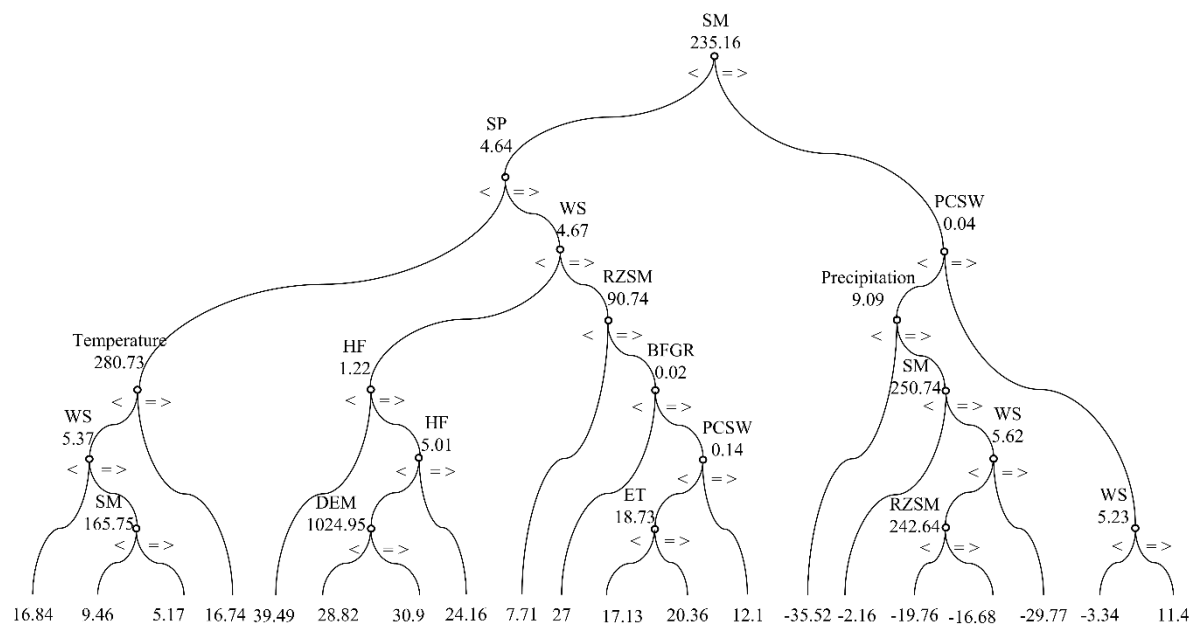 SM
235.16
< = >
SP
4.64
< = >
WS
4.67
< = >
PCSW
0.04
< = >
RZSM
90.74
< = >
Precipitation
9.09
< = >
Temperature
280.73
< = >
HF
1.22
< = >
BFGR
0.02
< = >
SM
250.74
< = >
WS
5.37
< = >
HF
5.01
< = >
PCSW
0.14
< = >
WS
5.62
< = >
SM
165.75
< = >
DEM
1024.95
< = >
ET
18.73
< = >
RZSM
242.64
< = >
WS
5.23
< = >
16.84 9.46 5.17 16.74 39.49 28.82 30.9 24.16 7.71 27 17.13 20.36 12.1 -35.52 -2.16 -19.76 -16.68 -29.77 -3.34 11.4